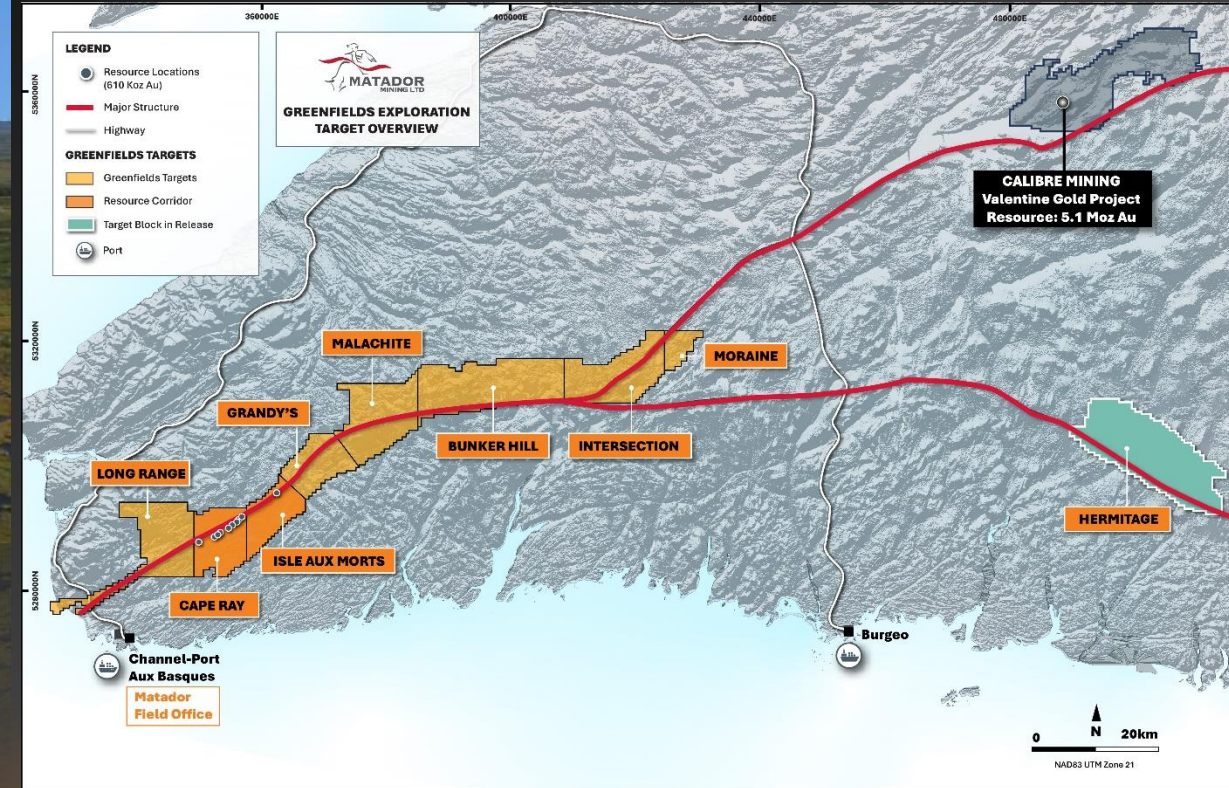 360000E
400000E
440000E
480000E
5360000N
5320000N
5280000N
LEGEND
Resource Locations
(610 Koz Au)
Major Structure
Highway
GREENFIELDS TARGETS
Greenfields Targets
Resource Corridor
Target Block in Release
Port
MATADOR
MINING LTD
GREENFIELDS EXPLORATION
TARGET OVERVIEW
CALIBRE MINING
Valentine Gold Project
Resource: 5.1 Moz Au
MALACHITE
MORAINE
GRANDY'S
BUNKER HILL
INTERSECTION
LONG RANGE
HERMITAGE
ISLE AUX MORTS
CAPE RAY
Channel-Port
Aux Basques
Matador
Field Office
Burgeo
0
N
20km
NAD83 UTM Zone 21